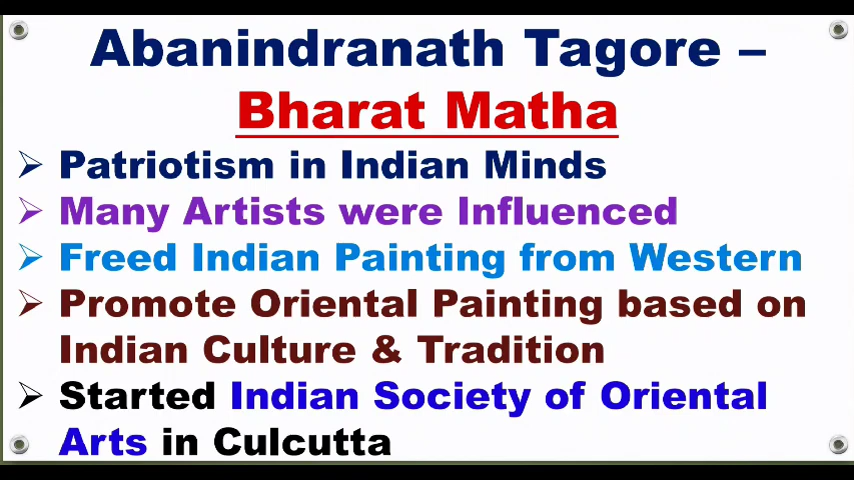 Abanindranath Tagore –
Bharat Matha
➢ Patriotism in Indian Minds
➢ Many Artists were Influenced
➢ Freed Indian Painting from Western
➢ Promote Oriental Painting based on
Indian Culture & Tradition
➢ Started Indian Society of Oriental
Arts in Culcutta